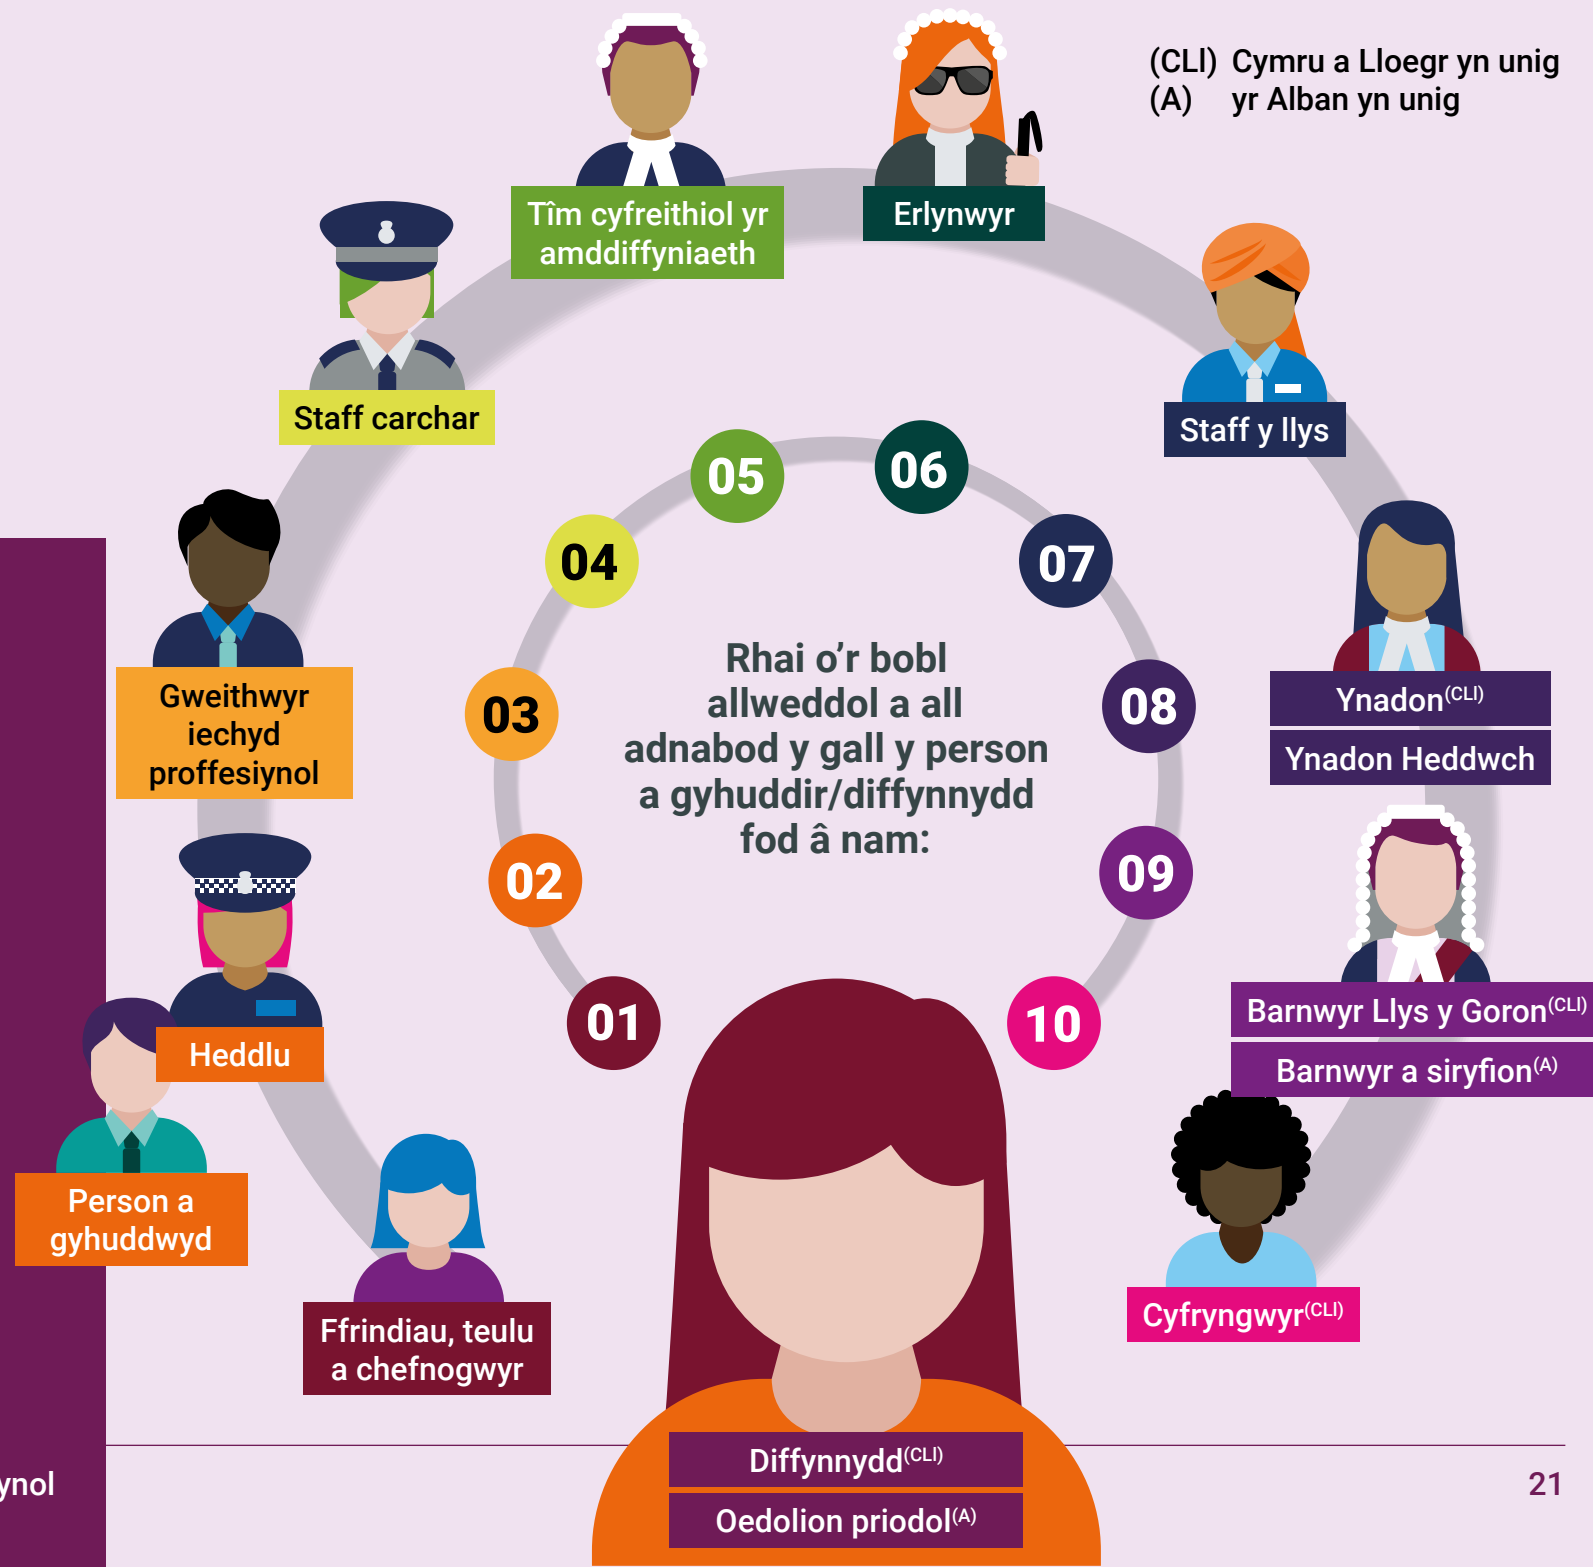 (CLl) Cymru a Lloegr yn unig
(A) yr Alban yn unig
Tîm cyfreithiol yr
amddiffyniaeth
Erlynwyr
Staff carchar
Staff y llys
Gweithwyr
iechyd
proffesiynol
Ynadon(CLl)
Ynadon Heddwch
Heddlu
Barnwyr Llys y Goron(CLl)
Barnwyr a siryfion(A)
Person a
gyhuddwyd
Ffrindiau, teulu
a chefnogwyr
Cyfryngwyr(CLl)
01
02
03
04
05
06
07
08
09
10
Rhai o’r bobl
allweddol a all
adnabod y gall y person
a gyhuddir/diffynnydd
fod â nam:
Diffynnydd(CLl)
Oedolion priodol(A)
ynol
21